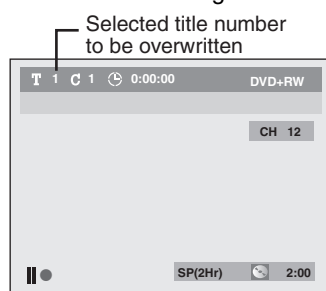 Selected title number
to be overwritten
T 1 C 1 0:00:00 DVD+RW
CH 12
SP(2Hr) 2:00